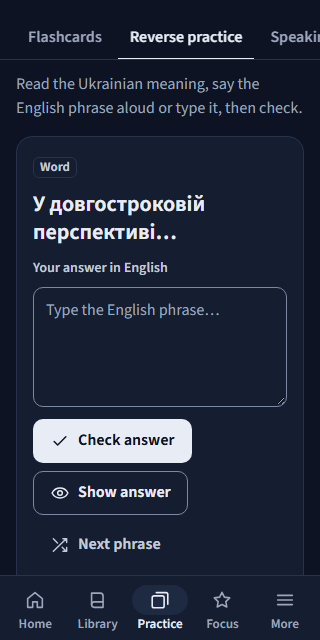 Flashcards Reverse practice Speakin
Read the Ukrainian meaning, say the
English phrase aloud or type it, then check.
Word
У довгостроковій
перспективі…
Your answer in English
Type the English phrase…
Check answer
Show answer
Next phrase
Home Library Practice Focus More